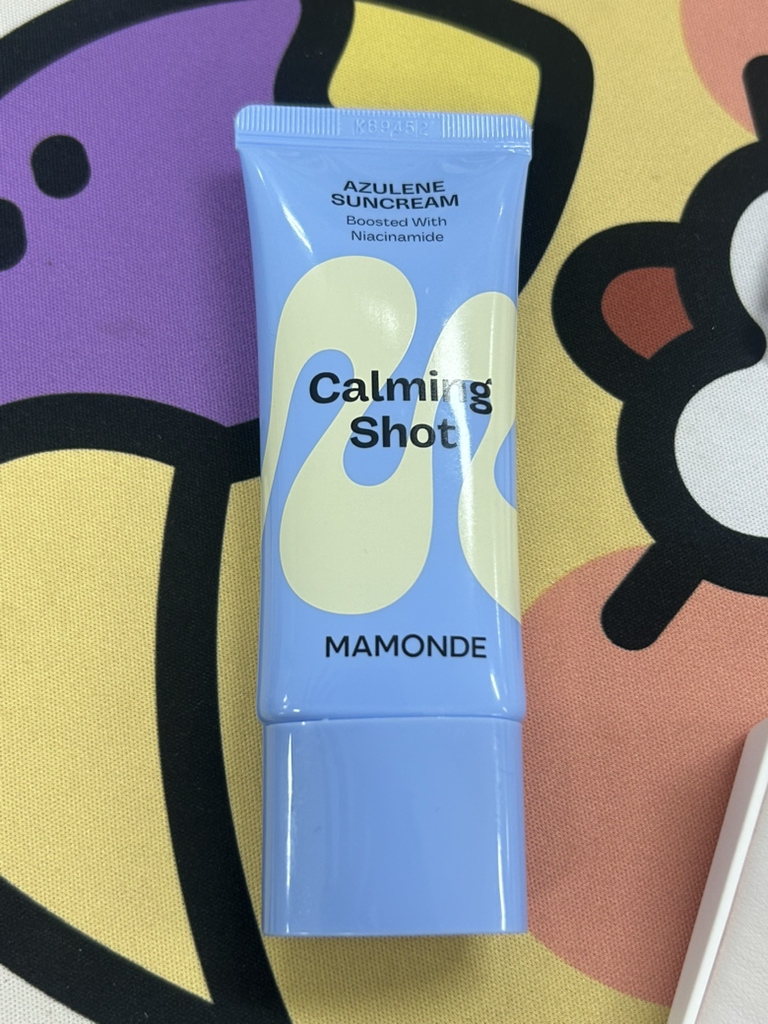 AZULENE
SUNCREAM
Boosted With
Niacinamide
Calming
Shot
MAMONDE